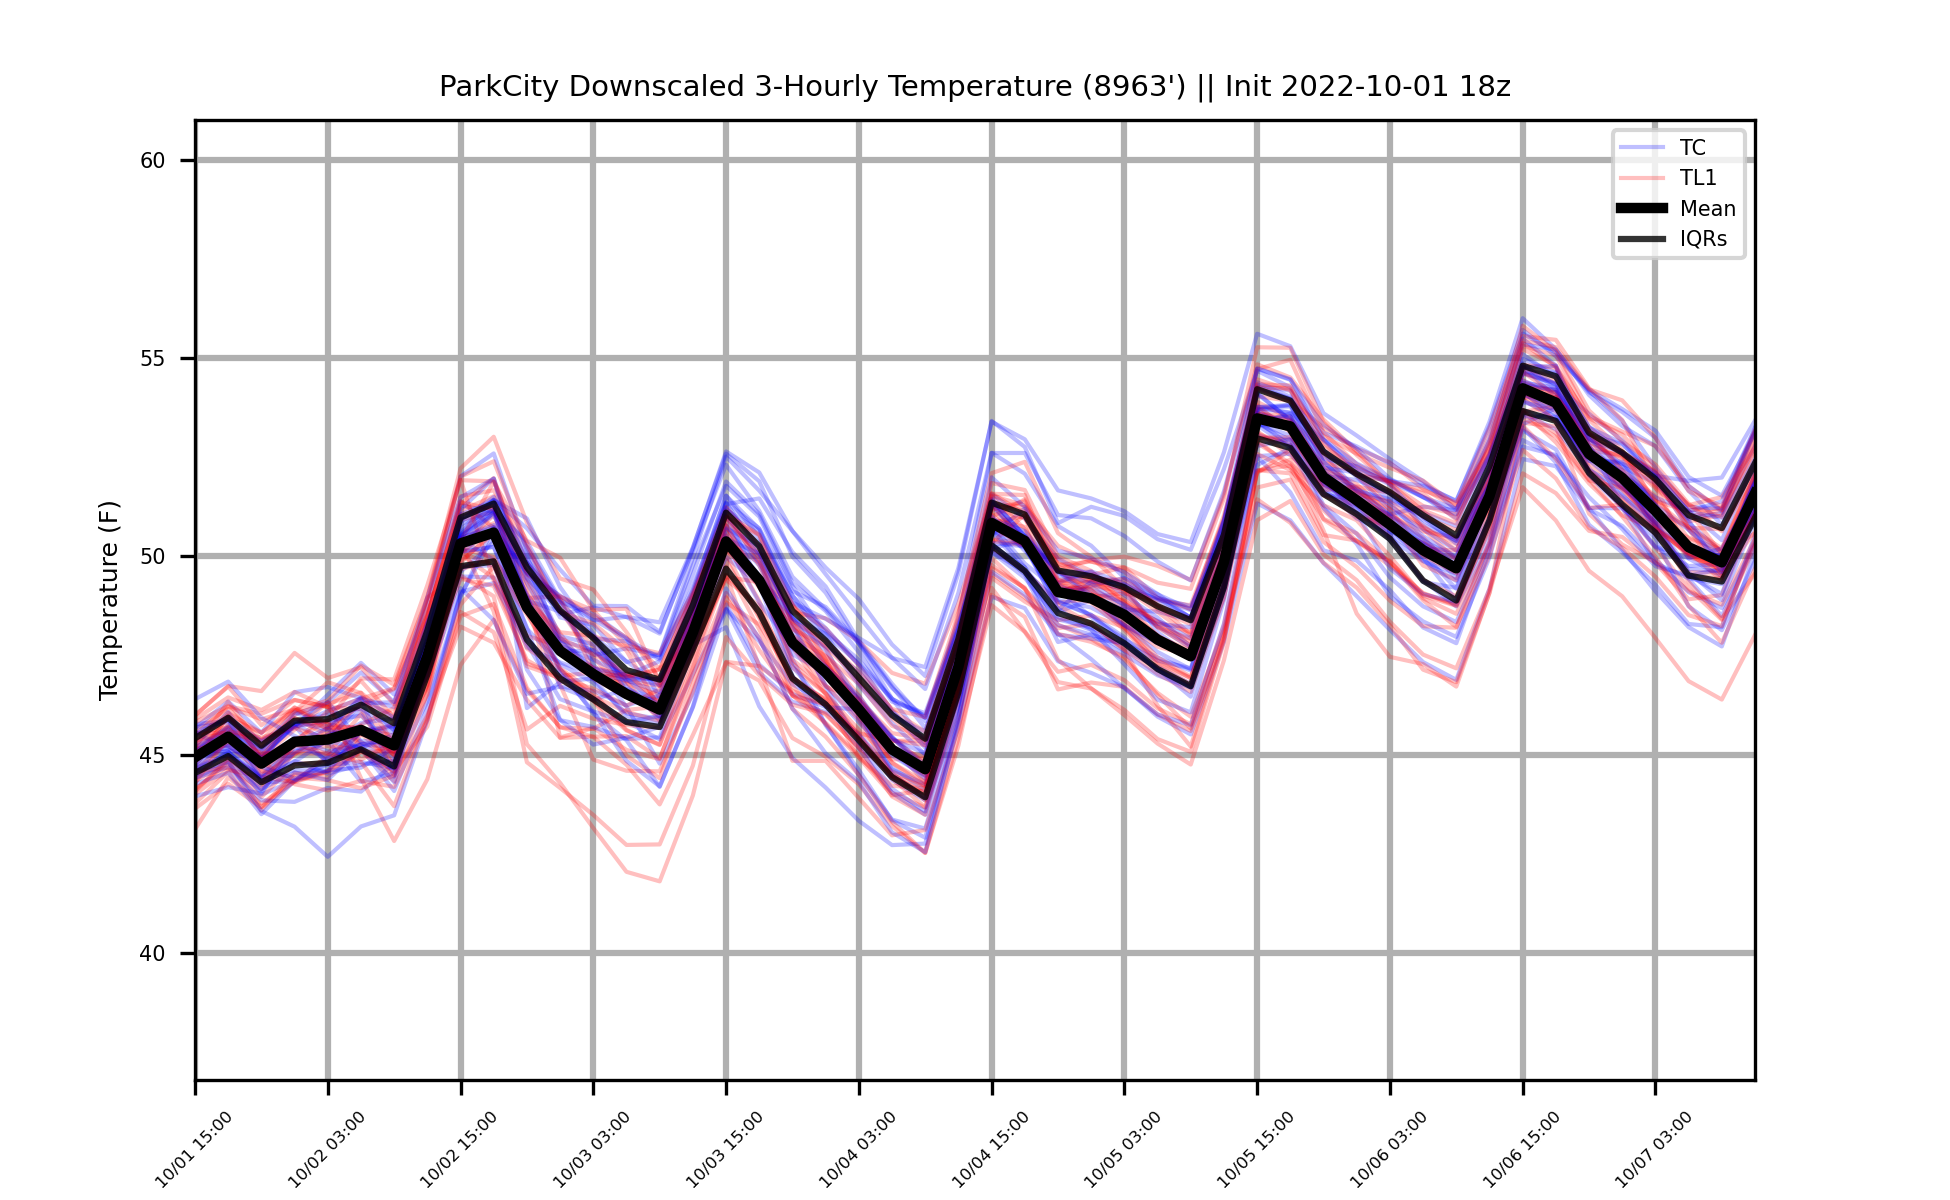 ParkCity Downscaled 3-Hourly Temperature (8963') || Init 2022-10-01 18z
TC
TL1
Mean
IQRs
Temperature (F)
60
55
50
45
40
10/01 15:00
10/02 03:00
10/02 15:00
10/03 03:00
10/03 15:00
10/04 03:00
10/04 15:00
10/05 03:00
10/05 15:00
10/06 03:00
10/06 15:00
10/07 03:00